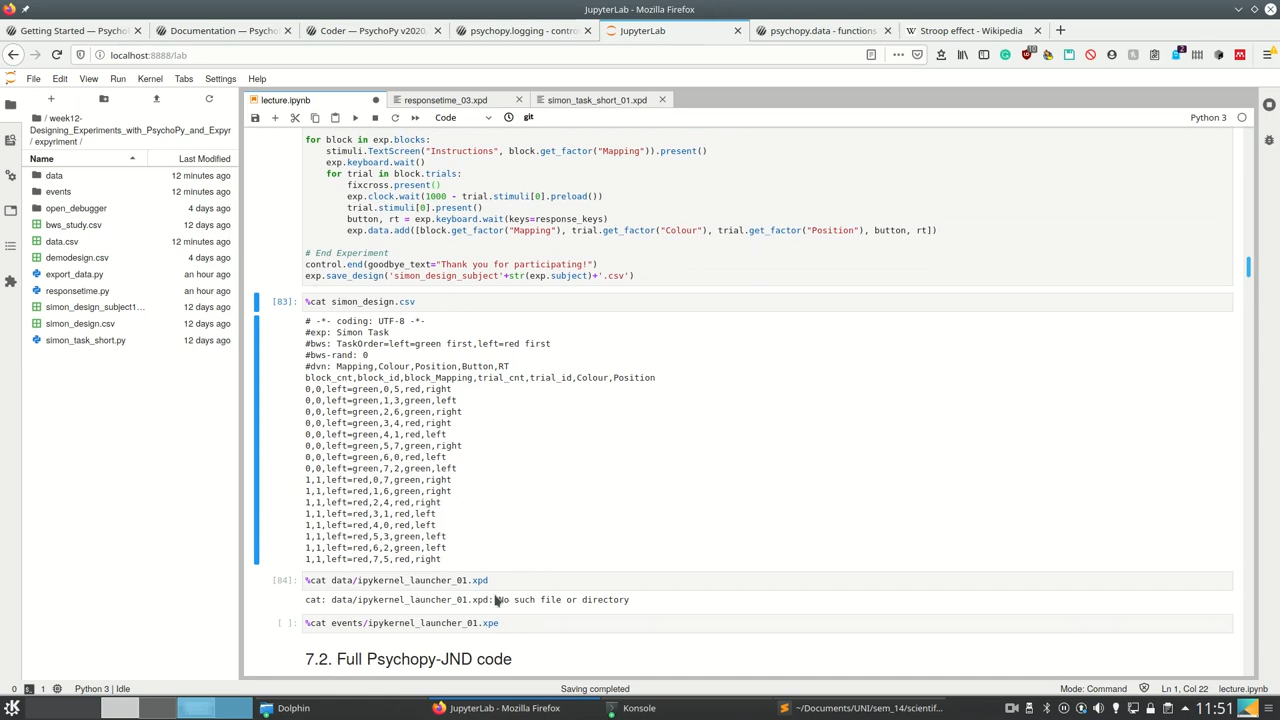 JupyterLab - Mozilla Firefox
Getting Started — Psycho
Documentation — Psycho
Coder — PsychoPy v2020.
psychopy.logging - contro
JupyterLab
psychopy.data - functions
Stroop effect - Wikipedia
localhost:8888/lab
File Edit View Run Kernel Tabs Settings Help
lecture.ipynb
responsetime_03.xpd
simon_task_short_01.xpd
Code
git
Python 3
/ week12-
Designing_Experiments_with_PsychoPy_and_Expyr
/ expyriment /
Name Last Modified
data 12 minutes ago
events 12 minutes ago
open_debugger 4 days ago
bws_study.csv 12 days ago
data.csv 12 minutes ago
demodesign.csv 4 days ago
export_data.py an hour ago
responsetime.py an hour ago
simon_design_subject1... 12 days ago
simon_design.csv 12 days ago
simon_task_short.py 12 days ago
for block in exp.blocks:
stimuli.TextScreen("Instructions", block.get_factor("Mapping")).present()
exp.keyboard.wait()
for trial in block.trials:
fixcross.present()
exp.clock.wait(1000 - trial.stimuli[0].preload())
trial.stimuli[0].present()
button, rt = exp.keyboard.wait(keys=response_keys)
exp.data.add([block.get_factor("Mapping"), trial.get_factor("Colour"), trial.get_factor("Position"), button, rt])
# End Experiment
control.end(goodbye_text="Thank you for participating!")
exp.save_design('simon_design_subject'+str(exp.subject)+'.csv')
[83]: %cat simon_design.csv
# -*- coding: UTF-8 -*-
#exp: Simon Task
#bws: TaskOrder=left=green first,left=red first
#bws-rand: 0
#dvn: Mapping,Colour,Position,Button,RT
block_cnt,block_id,block_Mapping,trial_cnt,trial_id,Colour,Position
0,0,left=green,0,5,red,right
0,0,left=green,1,3,green,left
0,0,left=green,2,6,green,right
0,0,left=green,3,4,red,right
0,0,left=green,4,1,red,left
0,0,left=green,5,7,green,right
0,0,left=green,6,0,red,left
0,0,left=green,7,2,green,left
1,1,left=red,0,7,green,right
1,1,left=red,1,6,green,right
1,1,left=red,2,4,red,right
1,1,left=red,3,1,red,left
1,1,left=red,4,0,red,left
1,1,left=red,5,3,green,left
1,1,left=red,6,2,green,left
1,1,left=red,7,5,red,right
[84]: %cat data/ipykernel_launcher_01.xpd
cat: data/ipykernel_launcher_01.xpd: No such file or directory
[ ]: %cat events/ipykernel_launcher_01.xpe
7.2. Full Psychopy-JND code
0 1 Python 3 | Idle
Saving completed
Mode: Command
Ln 1, Col 22 lecture.ipynb
Dolphin
JupyterLab - Mozilla Firefox
Konsole
~/Documents/UNI/sem_14/scientif...
11:51